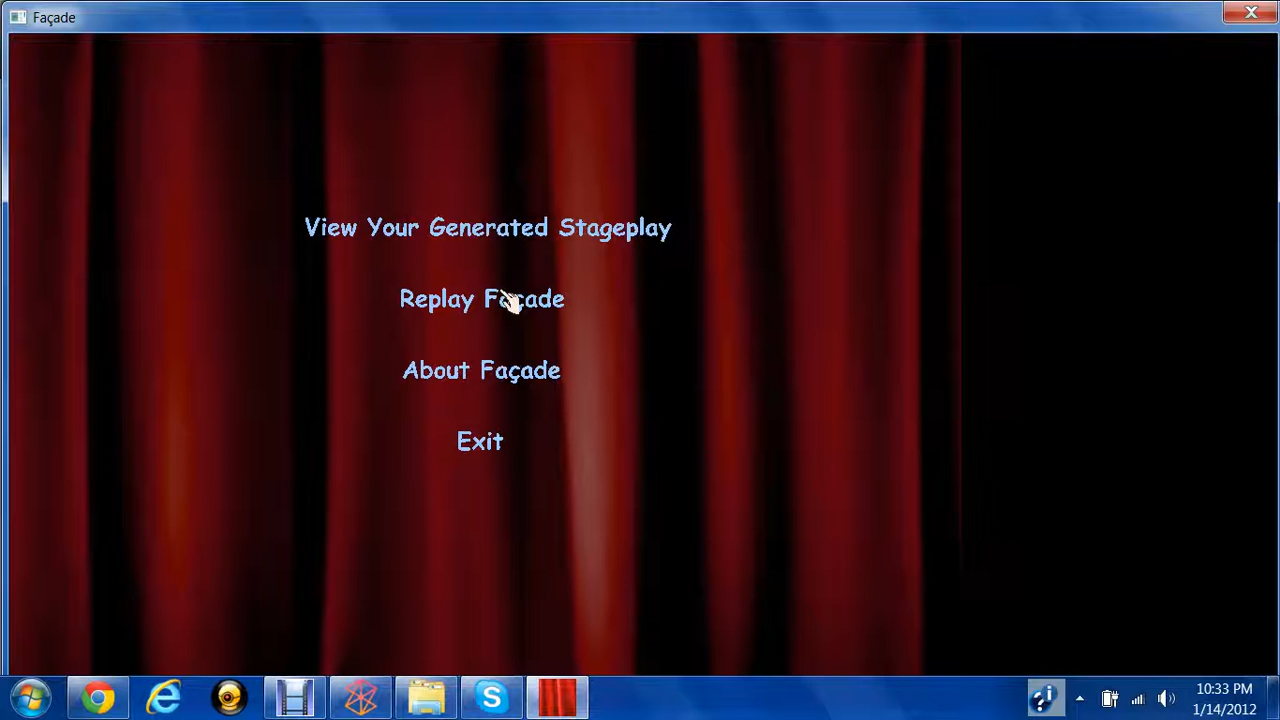 Façade
View Your Generated Stageplay
Replay Façade
About Façade
Exit
10:33 PM
1/14/2012